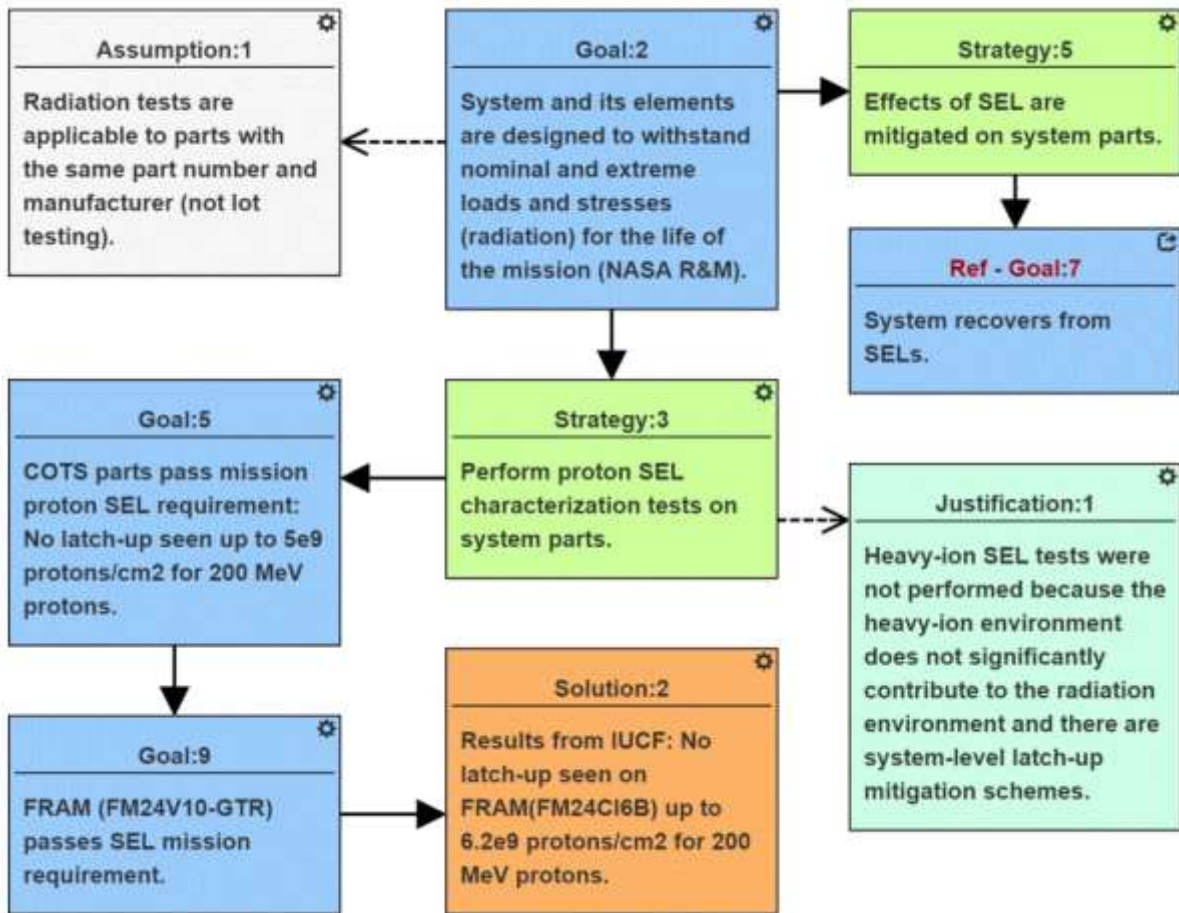 Assumption:1
Radiation tests are
applicable to parts with
the same part number and
manufacturer (not lot
testing).
Goal:2
System and its elements
are designed to withstand
nominal and extreme
loads and stresses
(radiation) for the life of
the mission (NASA R&M).
Strategy:5
Effects of SEL are
mitigated on system parts.
Ref - Goal:7
System recovers from
SELs.
Goal:5
COTS parts pass mission
proton SEL requirement:
No latch-up seen up to 5e9
protons/cm2 for 200 MeV
protons.
Strategy:3
Perform proton SEL
characterization tests on
system parts.
Justification:1
Heavy-ion SEL tests were
not performed because the
heavy-ion environment
does not significantly
contribute to the radiation
environment and there are
system-level latch-up
mitigation schemes.
Goal:9
FRAM (FM24V10-GTR)
passes SEL mission
requirement.
Solution:2
Results from IUCF: No
latch-up seen on
FRAM(FM24CI6B) up to
6.2e9 protons/cm2 for 200
MeV protons.